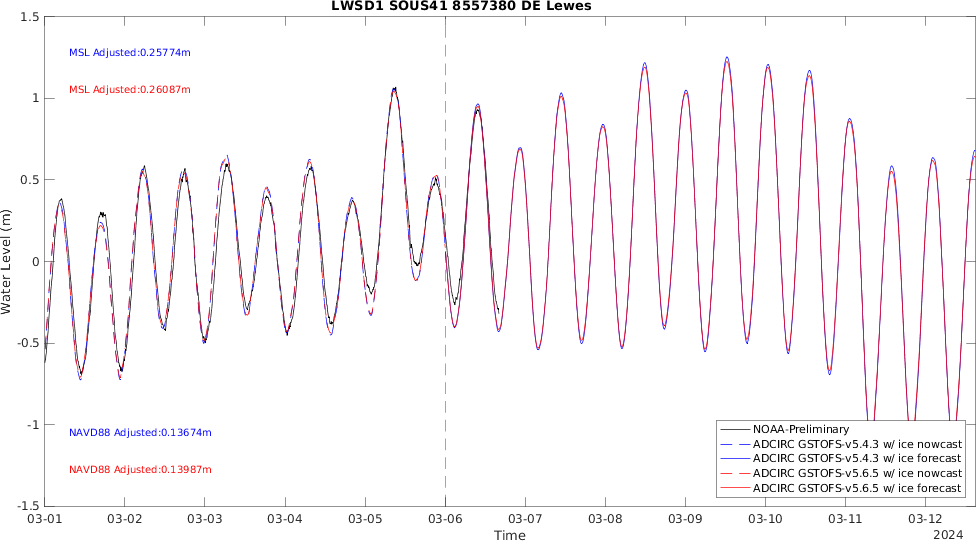 LWSD1 SOUS41 8557380 DE Lewes
1.5
MSL Adjusted:0.25774m
MSL Adjusted:0.26087m
1
0.5
0
Water Level (m)
-0.5
-1
NAVD88 Adjusted:0.13674m
NAVD88 Adjusted:0.13987m
NOAA-Preliminary
ADCIRC GSTOFS-v5.4.3 w/ ice nowcast
ADCIRC GSTOFS-v5.4.3 w/ ice forecast
ADCIRC GSTOFS-v5.6.5 w/ ice nowcast
ADCIRC GSTOFS-v5.6.5 w/ ice forecast
-1.5
03-01 03-02 03-03 03-04 03-05 03-06 03-07 03-08 03-09 03-10 03-11 03-12
Time
2024